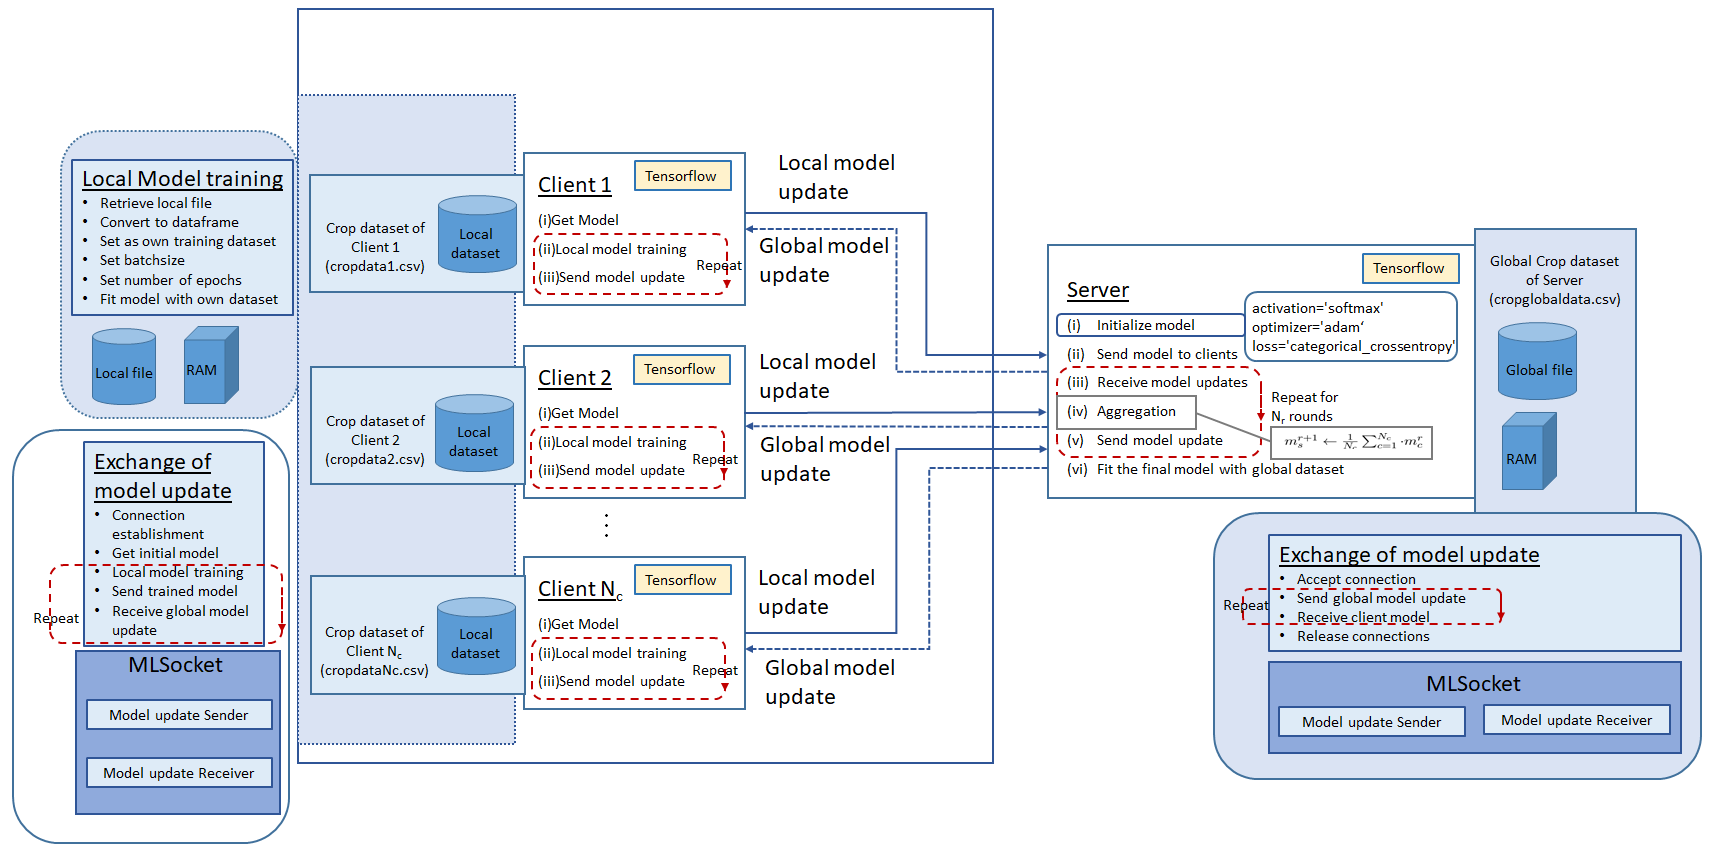 Local Model training
• Retrieve local file
• Convert to dataframe
• Set as own training dataset
• Set batchsize
• Set number of epochs
• Fit model with own dataset
Local file
RAM
Exchange of
model update
• Connection
establishment
• Get initial model
• Local model training
• Send trained model
• Receive global model
update
Repeat
MLSocket
Model update Sender
Model update Receiver
Crop dataset of
Client 1
(cropdata1.csv)
Local
dataset
Client 1
Tensorflow
(i)Get Model
(ii)Local model training
(iii)Send model update
Repeat
Crop dataset of
Client 2
(cropdata2.csv)
Local
dataset
Client 2
Tensorflow
(i)Get Model
(ii)Local model training
(iii)Send model update
Repeat
⋮
Crop dataset of
Client Nc
(cropdataNc.csv)
Local
dataset
Client Nc
Tensorflow
(i)Get Model
(ii)Local model training
(iii)Send model update
Repeat
Local model
update
Global model
update
Local model
update
Global model
update
Local model
update
Global model
update
Server
Tensorflow
(i) Initialize model
(ii) Send model to clients
(iii) Receive model updates
(iv) Aggregation
(v) Send model update
(vi) Fit the final model with global dataset
activation='softmax'
optimizer='adam‘
loss='categorical_crossentropy'
Repeat for
Nr rounds
m_s^{r+1} ← \frac{1}{N_c} ∑_{c=1}^{N_c} ·m_c^r
Global Crop dataset
of Server
(cropglobaldata.csv)
Global file
RAM
Exchange of model update
• Accept connection
• Send global model update
• Receive client model
• Release connections
Repeat
MLSocket
Model update Sender
Model update Receiver